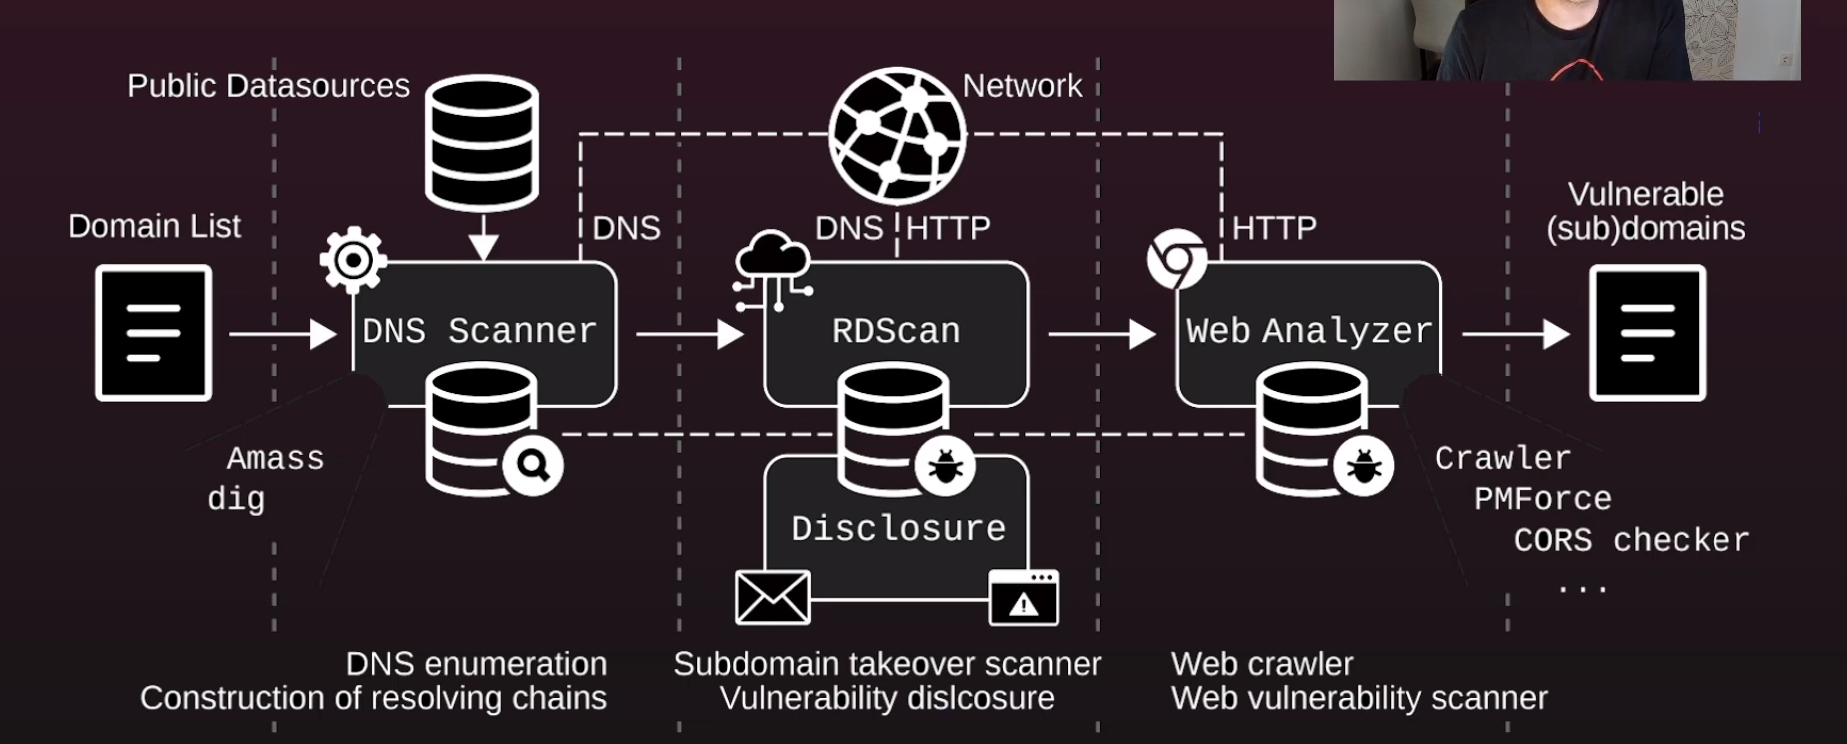 Public Datasources
Network
Domain List
DNS
DNS
HTTP
HTTP
Vulnerable
(sub)domains
DNS Scanner
RDScan
Web Analyzer
Amass
dig
Disclosure
Crawler
PMForce
CORS checker
...
DNS enumeration
Construction of resolving chains
Subdomain takeover scanner
Vulnerability dislcosure
Web crawler
Web vulnerability scanner